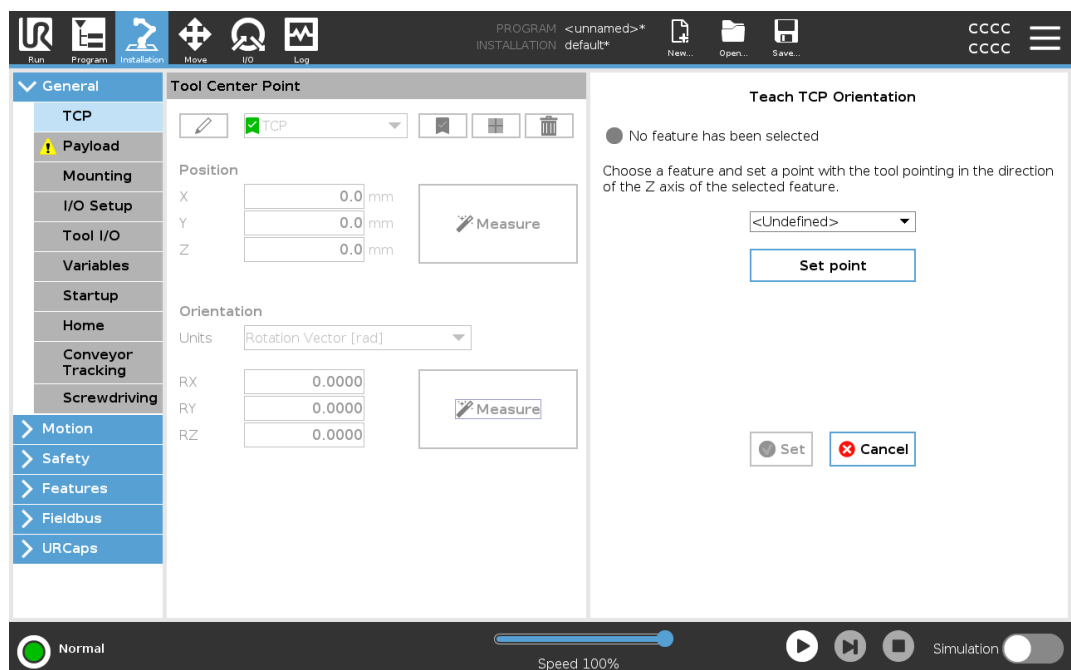 PROGRAM <unnamed>*
INSTALLATION default*
CCCC
CCCC
Run
Program
Installation
Move
I/O
Log
New...
Open...
Save...
General
TCP
Payload
Mounting
I/O Setup
Tool I/O
Variables
Startup
Home
Conveyor
Tracking
Screwdriving
Motion
Safety
Features
Fieldbus
URCaps
Tool Center Point
TCP
Position
X 0.0 mm
Y 0.0 mm
Z 0.0 mm
Measure
Orientation
Units Rotation Vector [rad]
RX 0.0000
RY 0.0000
RZ 0.0000
Measure
Teach TCP Orientation
No feature has been selected
Choose a feature and set a point with the tool pointing in the direction
of the Z axis of the selected feature.
<Undefined>
Set point
Set
Cancel
Normal
Speed 100%
Simulation